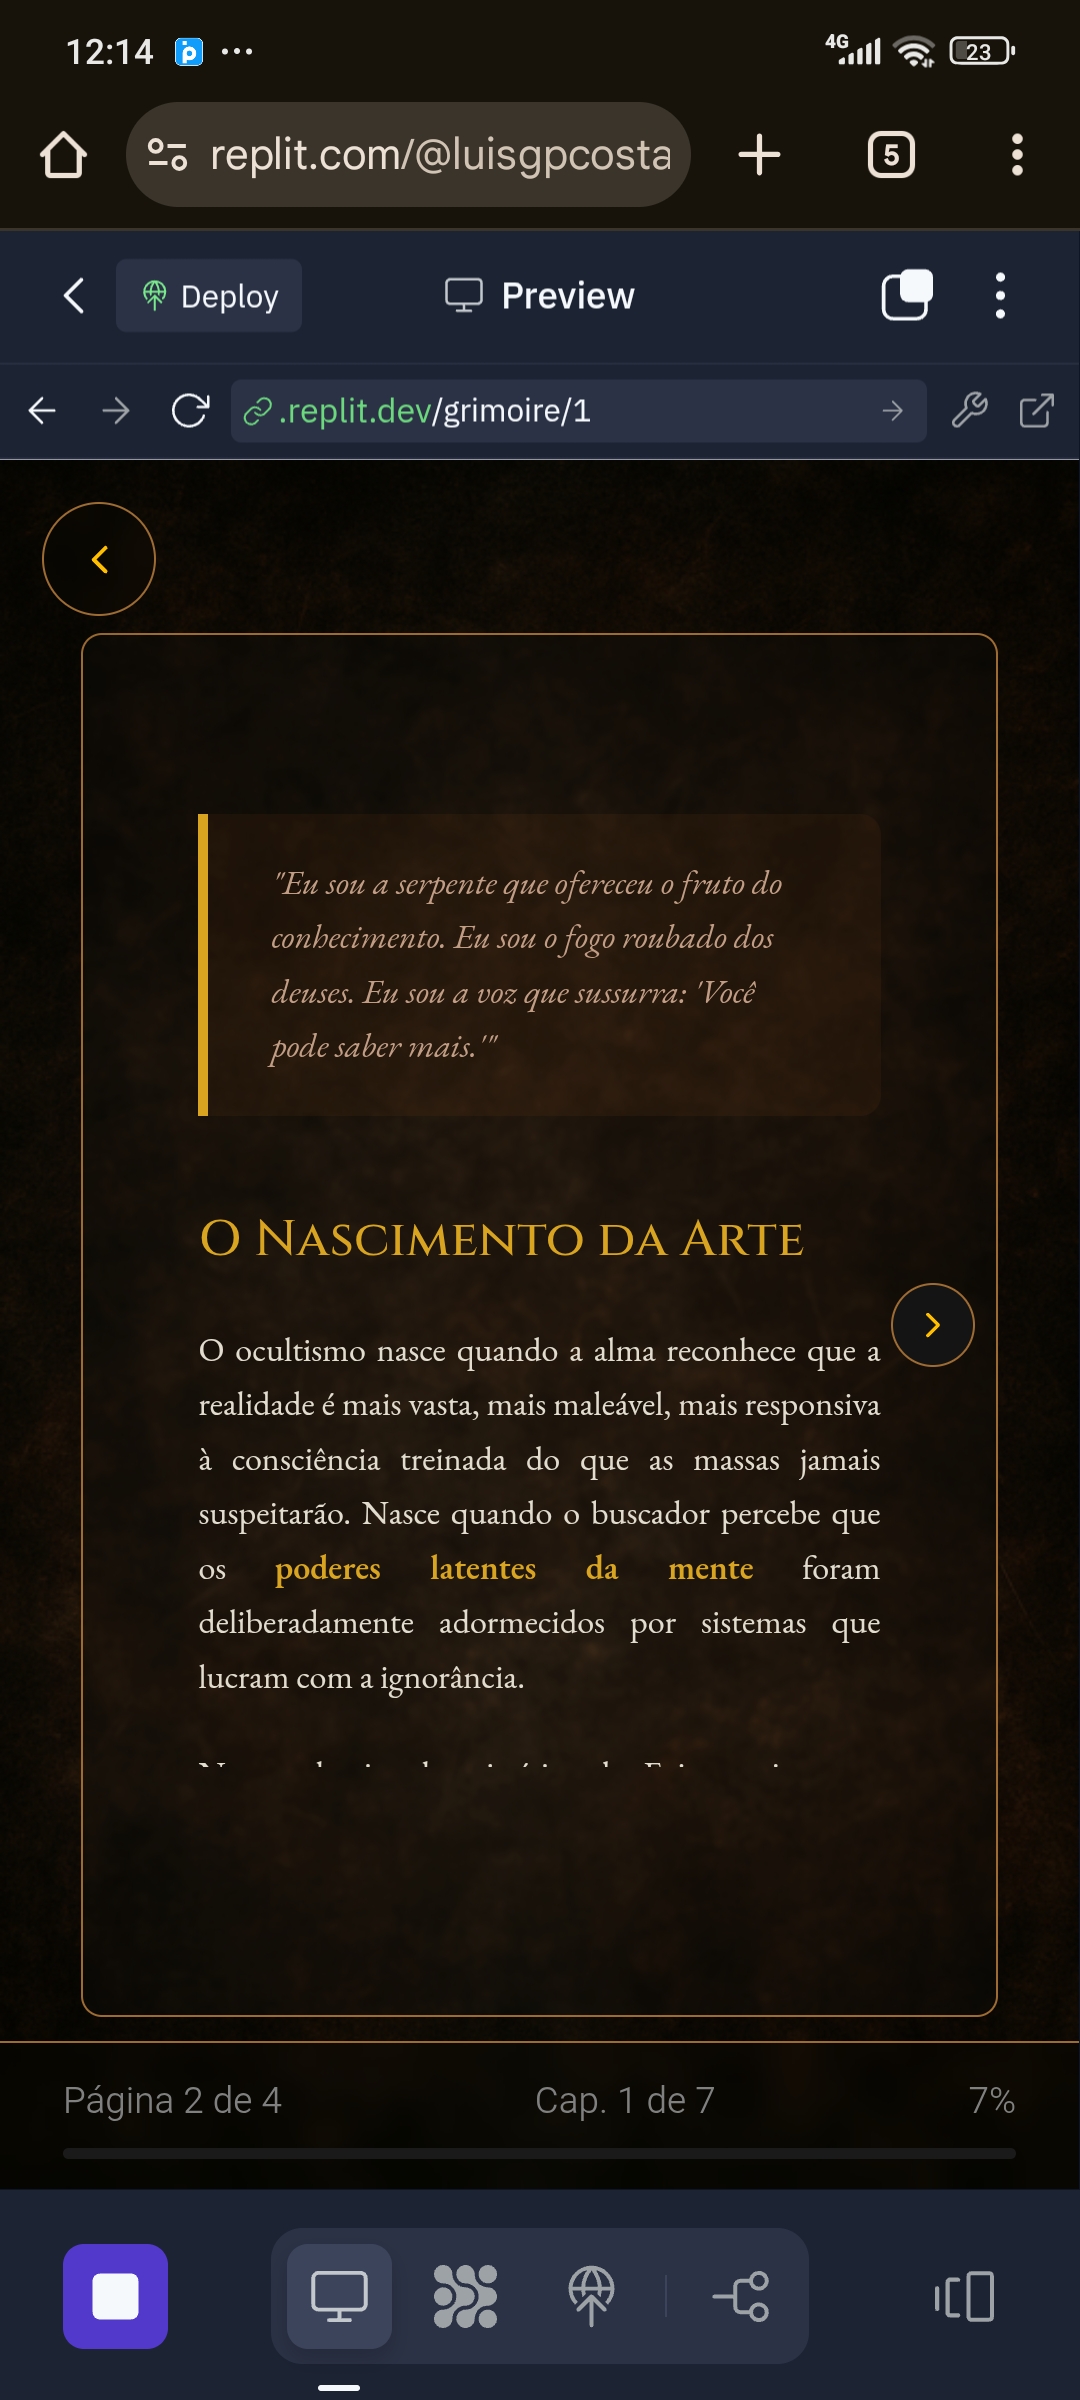 12:14
4G
23
replit.com/@luisgpcosta
5
Deploy
Preview
.replit.dev/grimoire/1
"Eu sou a serpente que ofereceu o fruto do
conhecimento. Eu sou o fogo roubado dos
deuses. Eu sou a voz que sussurra: 'Você
pode saber mais.'"
O Nascimento da Arte
O ocultismo nasce quando a alma reconhece que a
realidade é mais vasta, mais maleável, mais responsiva
à consciência treinada do que as massas jamais
suspeitarão. Nasce quando o buscador percebe que
os poderes latentes da mente foram
deliberadamente adormecidos por sistemas que
lucram com a ignorância.
Página 2 de 4
Cap. 1 de 7
7%